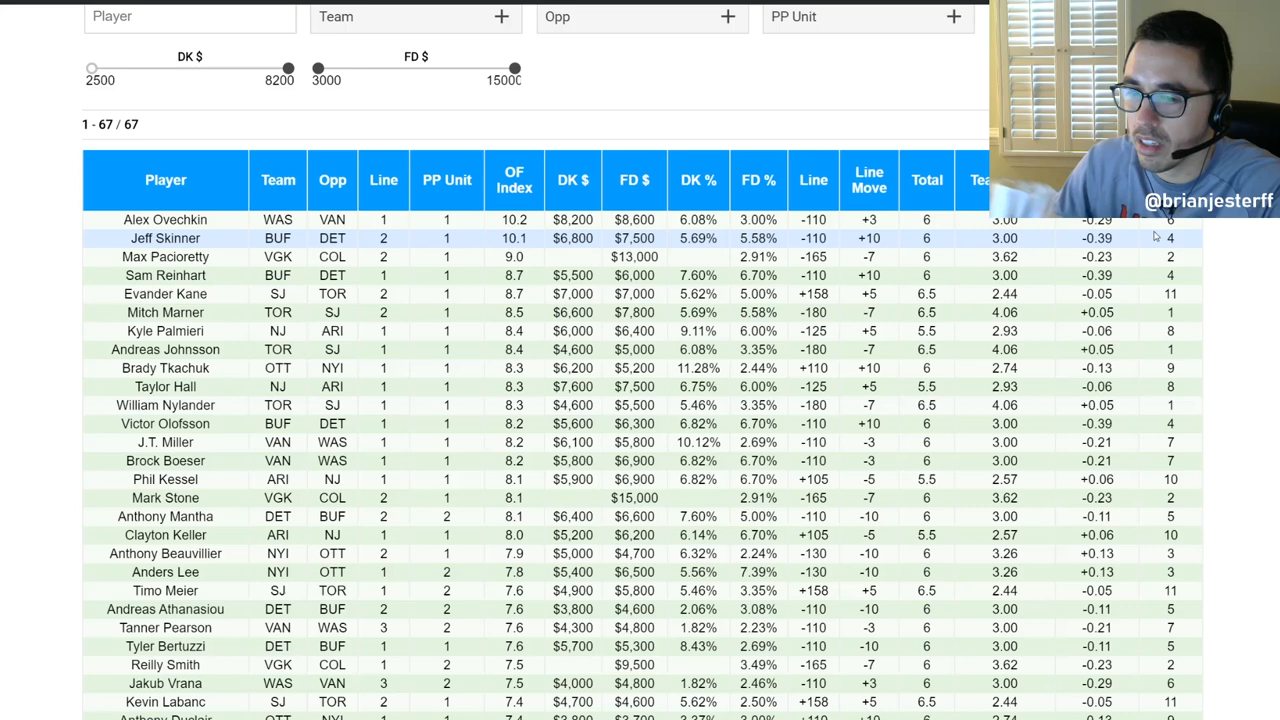 Player Team + Opp + PP Unit +
DK $ FD $
2500 8200 3000 1500
1 - 67 / 67
Player Team Opp Line PP Unit OF Index DK $ FD $ DK % FD % Line Line Move Total
@brianjesterff
Alex Ovechkin WAS VAN 1 1 10.2 $8,200 $8,600 6.08% 3.00% -110 +3 6 3.00 -0.29 6
Jeff Skinner BUF DET 2 1 10.1 $6,800 $7,500 5.69% 5.58% -110 +10 6 3.00 -0.39 4
Max Pacioretty VGK COL 2 1 9.0 $13,000 2.91% -165 -7 6 3.62 -0.23 2
Sam Reinhart BUF DET 1 1 8.7 $5,500 $6,000 7.60% 6.70% -110 +10 6 3.00 -0.39 4
Evander Kane SJ TOR 2 1 8.7 $7,000 $7,000 5.62% 5.00% +158 +5 6.5 2.44 -0.05 11
Mitch Marner TOR SJ 2 1 8.5 $6,600 $7,800 5.69% 5.58% -180 -7 6.5 4.06 +0.05 1
Kyle Palmieri NJ ARI 1 1 8.4 $6,000 $6,400 9.11% 6.00% -125 +5 5.5 2.93 -0.06 8
Andreas Johnsson TOR SJ 1 1 8.4 $4,600 $5,000 6.08% 3.35% -180 -7 6.5 4.06 +0.05 1
Brady Tkachuk OTT NYI 1 1 8.3 $6,200 $5,200 11.28% 2.44% +110 +10 6 2.74 -0.13 9
Taylor Hall NJ ARI 1 1 8.3 $7,600 $7,500 6.75% 6.00% -125 +5 5.5 2.93 -0.06 8
William Nylander TOR SJ 1 1 8.3 $4,600 $5,500 5.46% 3.35% -180 -7 6.5 4.06 +0.05 1
Victor Olofsson BUF DET 1 1 8.2 $5,600 $6,300 6.82% 6.70% -110 +10 6 3.00 -0.39 4
J.T. Miller VAN WAS 1 1 8.2 $6,100 $5,800 10.12% 2.69% -110 -3 6 3.00 -0.21 7
Brock Boeser VAN WAS 1 1 8.2 $5,800 $6,900 6.82% 6.70% -110 -3 6 3.00 -0.21 7
Phil Kessel ARI NJ 1 1 8.1 $5,900 $6,900 6.82% 6.70% +105 -5 5.5 2.57 +0.06 10
Mark Stone VGK COL 2 1 8.1 $15,000 2.91% -165 -7 6 3.62 -0.23 2
Anthony Mantha DET BUF 2 2 8.1 $6,400 $6,600 7.60% 5.00% -110 -10 6 3.00 -0.11 5
Clayton Keller ARI NJ 1 1 8.0 $5,200 $6,200 6.14% 6.70% +105 -5 5.5 2.57 +0.06 10
Anthony Beauvillier NYI OTT 2 1 7.9 $5,000 $4,700 6.32% 2.24% -130 -10 6 3.26 +0.13 3
Anders Lee NYI OTT 1 2 7.8 $5,400 $6,500 5.56% 7.39% -130 -10 6 3.26 +0.13 3
Timo Meier SJ TOR 1 2 7.6 $4,900 $5,800 5.46% 3.35% +158 +5 6.5 2.44 -0.05 11
Andreas Athanasiou DET BUF 2 2 7.6 $3,800 $4,600 2.06% 3.08% -110 -10 6 3.00 -0.11 5
Tanner Pearson VAN WAS 3 2 7.6 $4,300 $4,800 1.82% 2.23% -110 -3 6 3.00 -0.21 7
Tyler Bertuzzi DET BUF 1 1 7.6 $5,700 $5,300 8.43% 2.69% -110 -10 6 3.00 -0.11 5
Reilly Smith VGK COL 1 2 7.5 $9,500 3.49% -165 -7 6 3.62 -0.23 2
Jakub Vrana WAS VAN 3 2 7.5 $4,000 $4,800 1.82% 2.46% -110 +3 6 3.00 -0.29 6
Kevin Labanc SJ TOR 2 1 7.4 $4,700 $5,600 5.62% 2.50% +158 +5 6.5 2.44 -0.05 11
Anthony Duclair OTT NYI